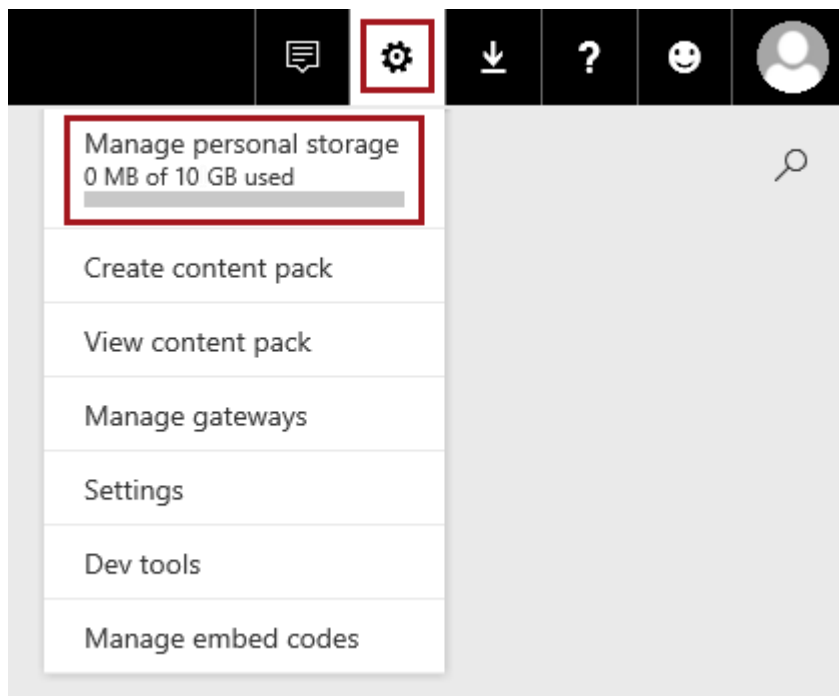 ?
Manage personal storage
0 MB of 10 GB used
Create content pack
View content pack
Manage gateways
Settings
Dev tools
Manage embed codes